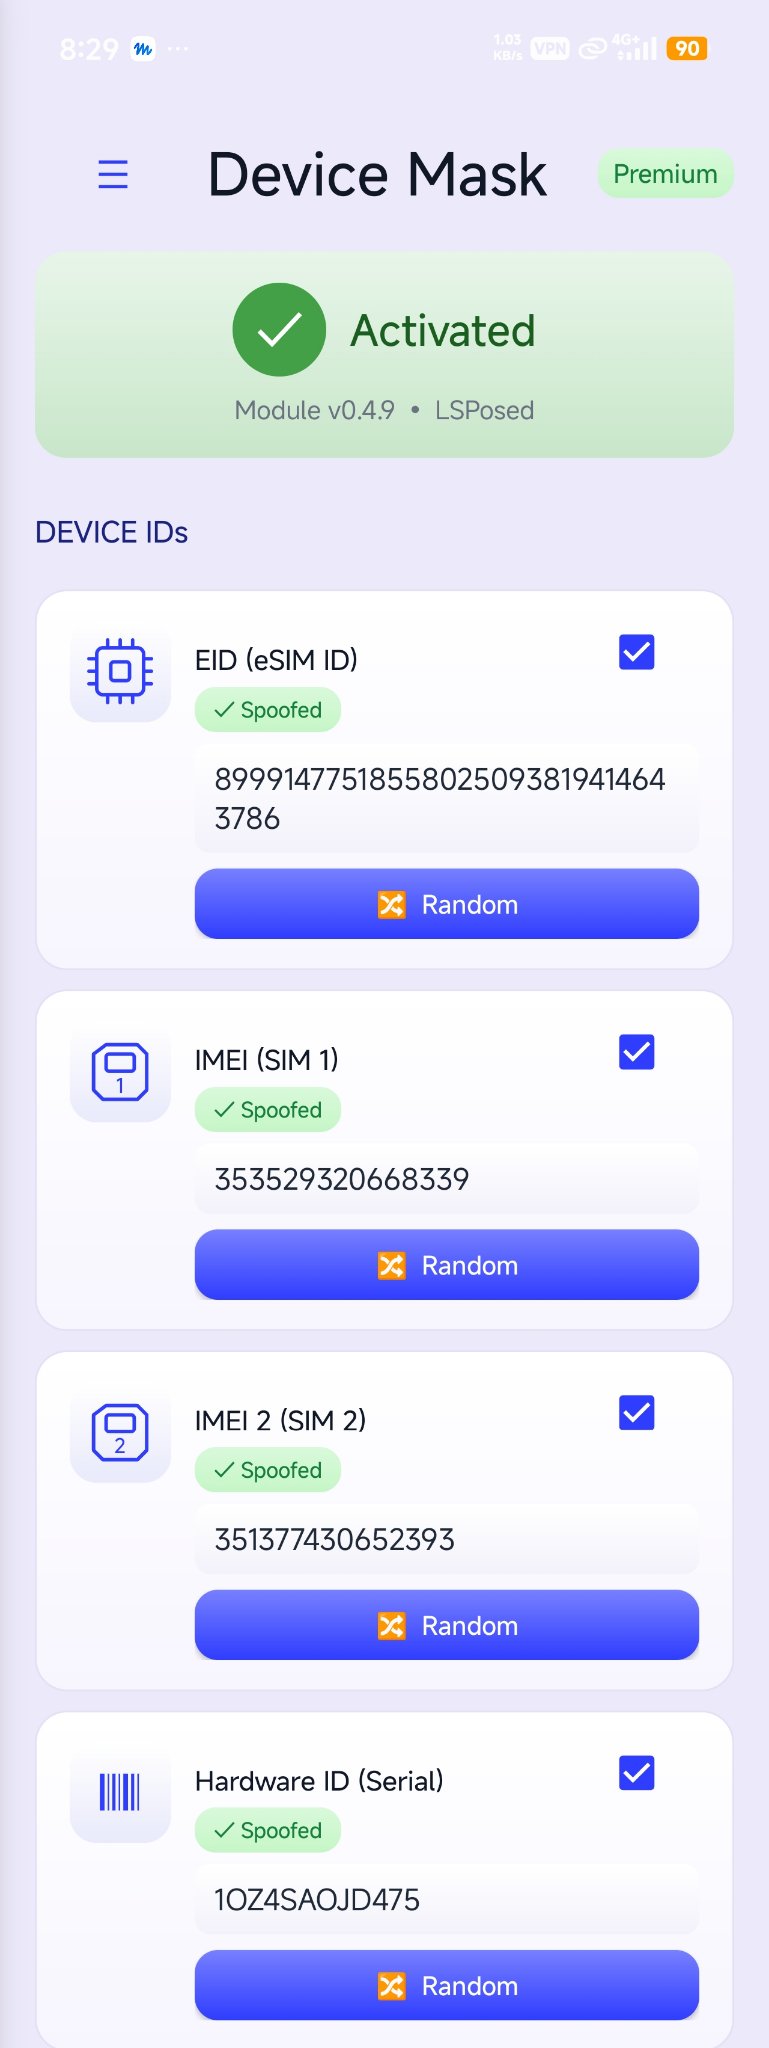 8:29 m ...
1.03 KB/s VPN 4G+ 90
Device Mask
Premium
Activated
Module v0.4.9 • LSPosed
DEVICE IDs
EID (eSIM ID)
✓ Spoofed
8999147751855802509381941464
3786
Random
1
IMEI (SIM 1)
✓ Spoofed
353529320668339
Random
2
IMEI 2 (SIM 2)
✓ Spoofed
351377430652393
Random
Hardware ID (Serial)
✓ Spoofed
1OZ4SAOJD475
Random